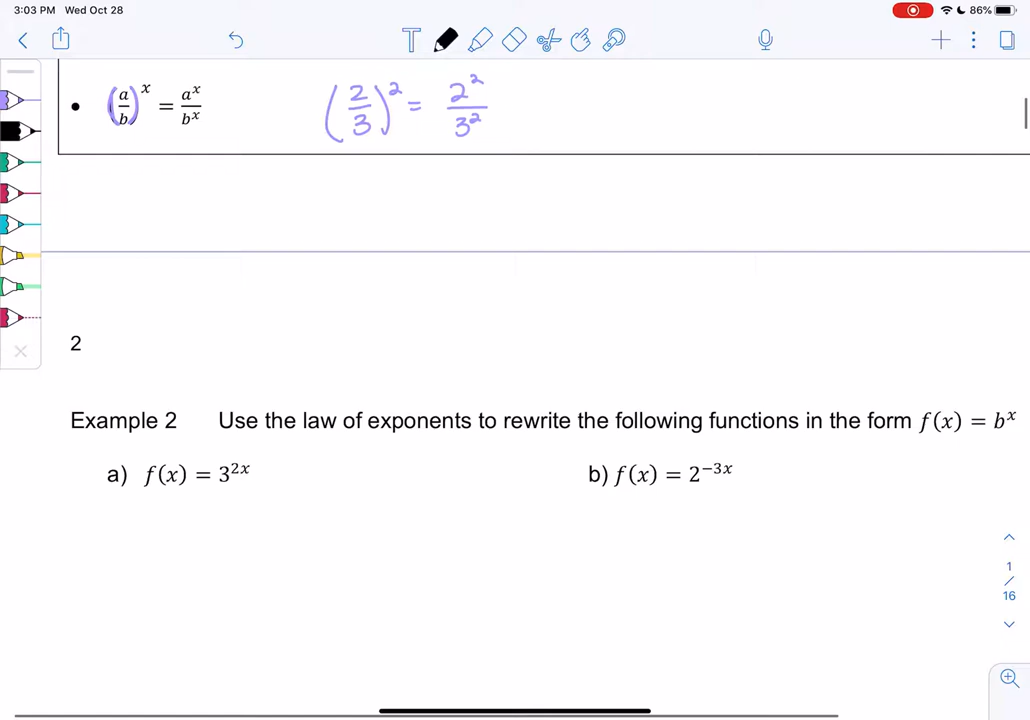 3:03 PM Wed Oct 28 86%
T
• (a/b)^x = a^x/b^x (2/3)^2 = 2^2/3^2
2
Example 2 Use the law of exponents to rewrite the following functions in the form f(x) = b^x
a) f(x) = 3^{2x} b) f(x) = 2^{−3x}
1
/
16